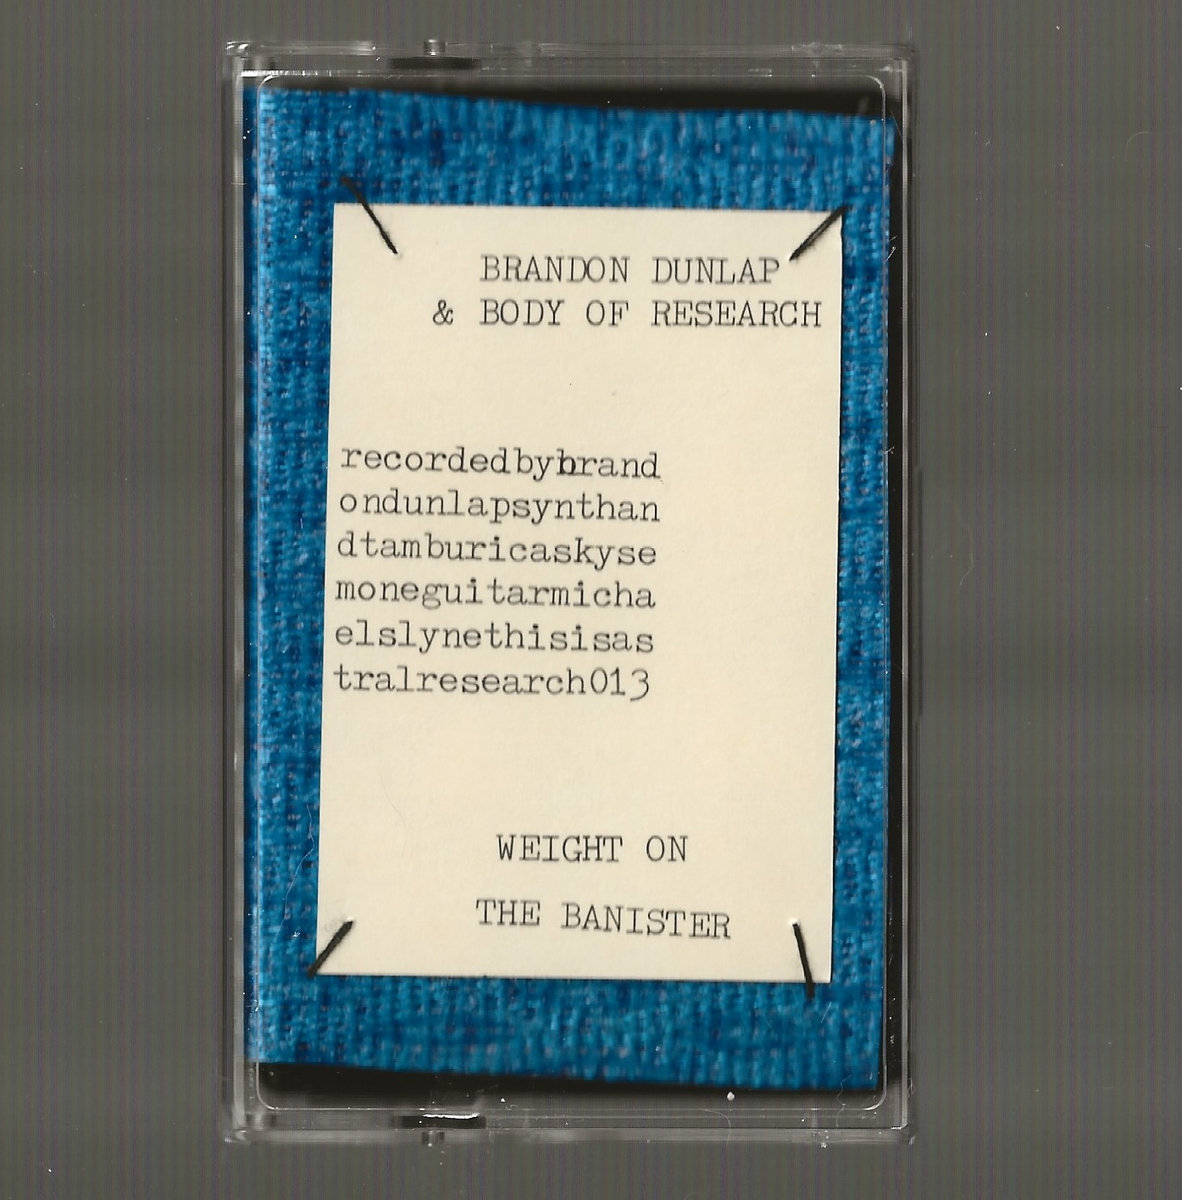 BRANDON DUNLAP
& BODY OF RESEARCH
recordedbybrand
ondunlapsynthan
dtamburicaskyse
moneguitarmicha
elslynethisisas
tralresearch013
WEIGHT ON
THE BANISTER